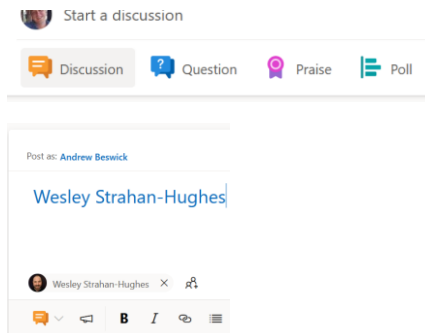 Start a discussion
Discussion Question Praise Poll
Post as: Andrew Beswick
Wesley Strahan-Hughes
Wesley Strahan-Hughes
B I